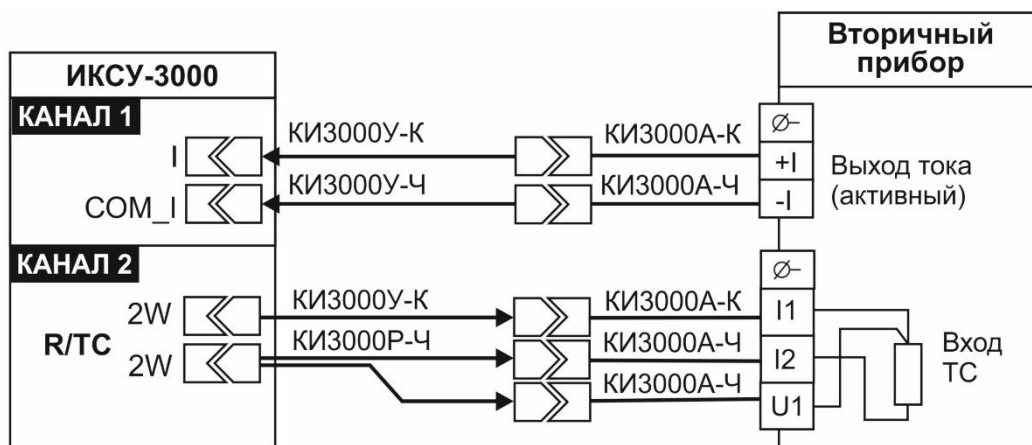 Вторичный
прибор
ИКСУ-3000
КАНАЛ 1
I
КИ3000У-К
КИ3000А-К
+I
COM_I
КИ3000У-Ч
КИ3000А-Ч
-I
Выход тока
(активный)
КАНАЛ 2
R/TC
2W
КИ3000У-К
КИ3000А-К
I1
2W
КИ3000Р-Ч
КИ3000А-Ч
I2
КИ3000А-Ч
U1
Вход
ТС